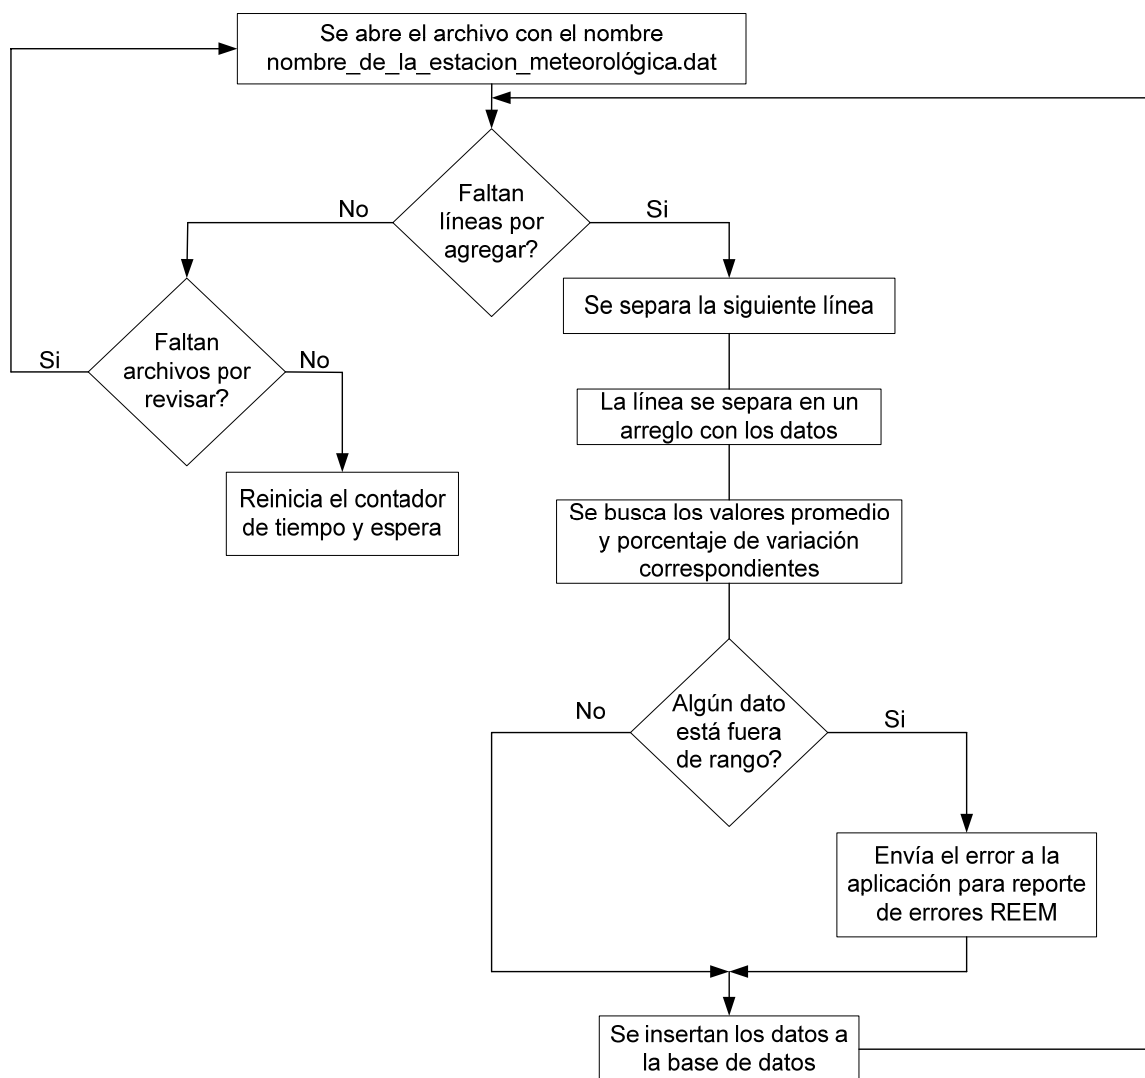 Se abre el archivo con el nombre
nombre_de_la_estacion_meteorológica.dat
Faltan
líneas por
agregar?
No
Si
Se separa la siguiente línea
Faltan
archivos por
revisar?
Si
No
La línea se separa en un
arreglo con los datos
Reinicia el contador
de tiempo y espera
Se busca los valores promedio
y porcentaje de variación
correspondientes
Algún dato
está fuera
de rango?
No
Si
Envía el error a la
aplicación para reporte
de errores REEM
Se insertan los datos a
la base de datos